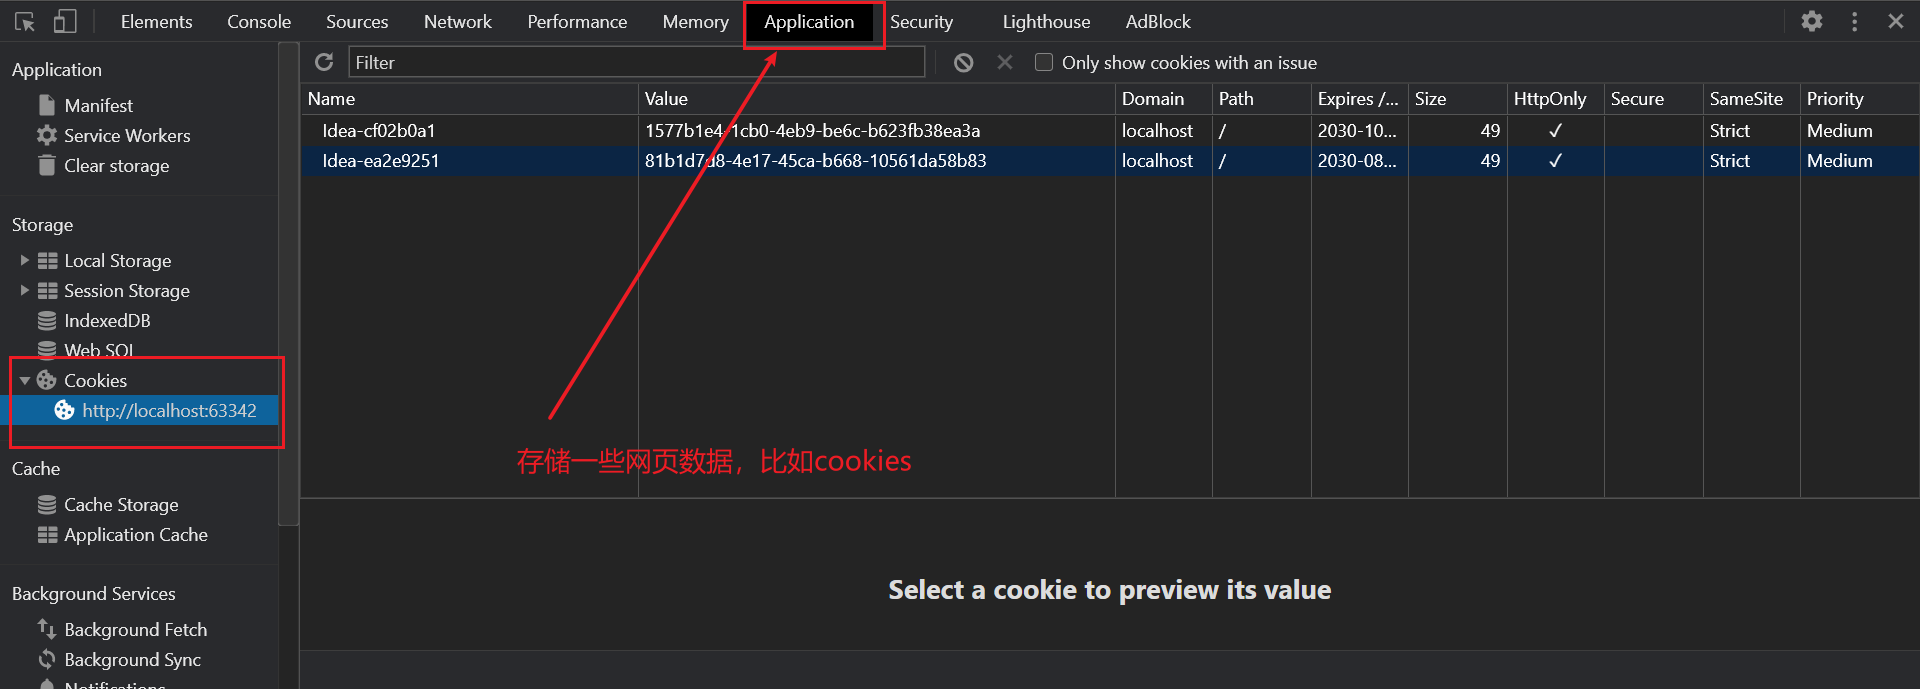 Elements Console Sources Network Performance Memory Application Security Lighthouse AdBlock
Application
Manifest
Service Workers
Clear storage
Storage
Local Storage
Session Storage
IndexedDB
Web SQL
Cookies
http://localhost:63342
Cache
Cache Storage
Application Cache
Background Services
Background Fetch
Background Sync
Notifications
Filter Only show cookies with an issue
Name Value Domain Path Expires /... Size HttpOnly Secure SameSite Priority
Idea-cf02b0a1 1577b1e4-1cb0-4eb9-be6c-b623fb38ea3a localhost / 2030-10... 49 ✓ Strict Medium
Idea-ea2e9251 81b1d7d8-4e17-45ca-b668-10561da58b83 localhost / 2030-08... 49 ✓ Strict Medium
存储一些网页数据，比如cookies
Select a cookie to preview its value